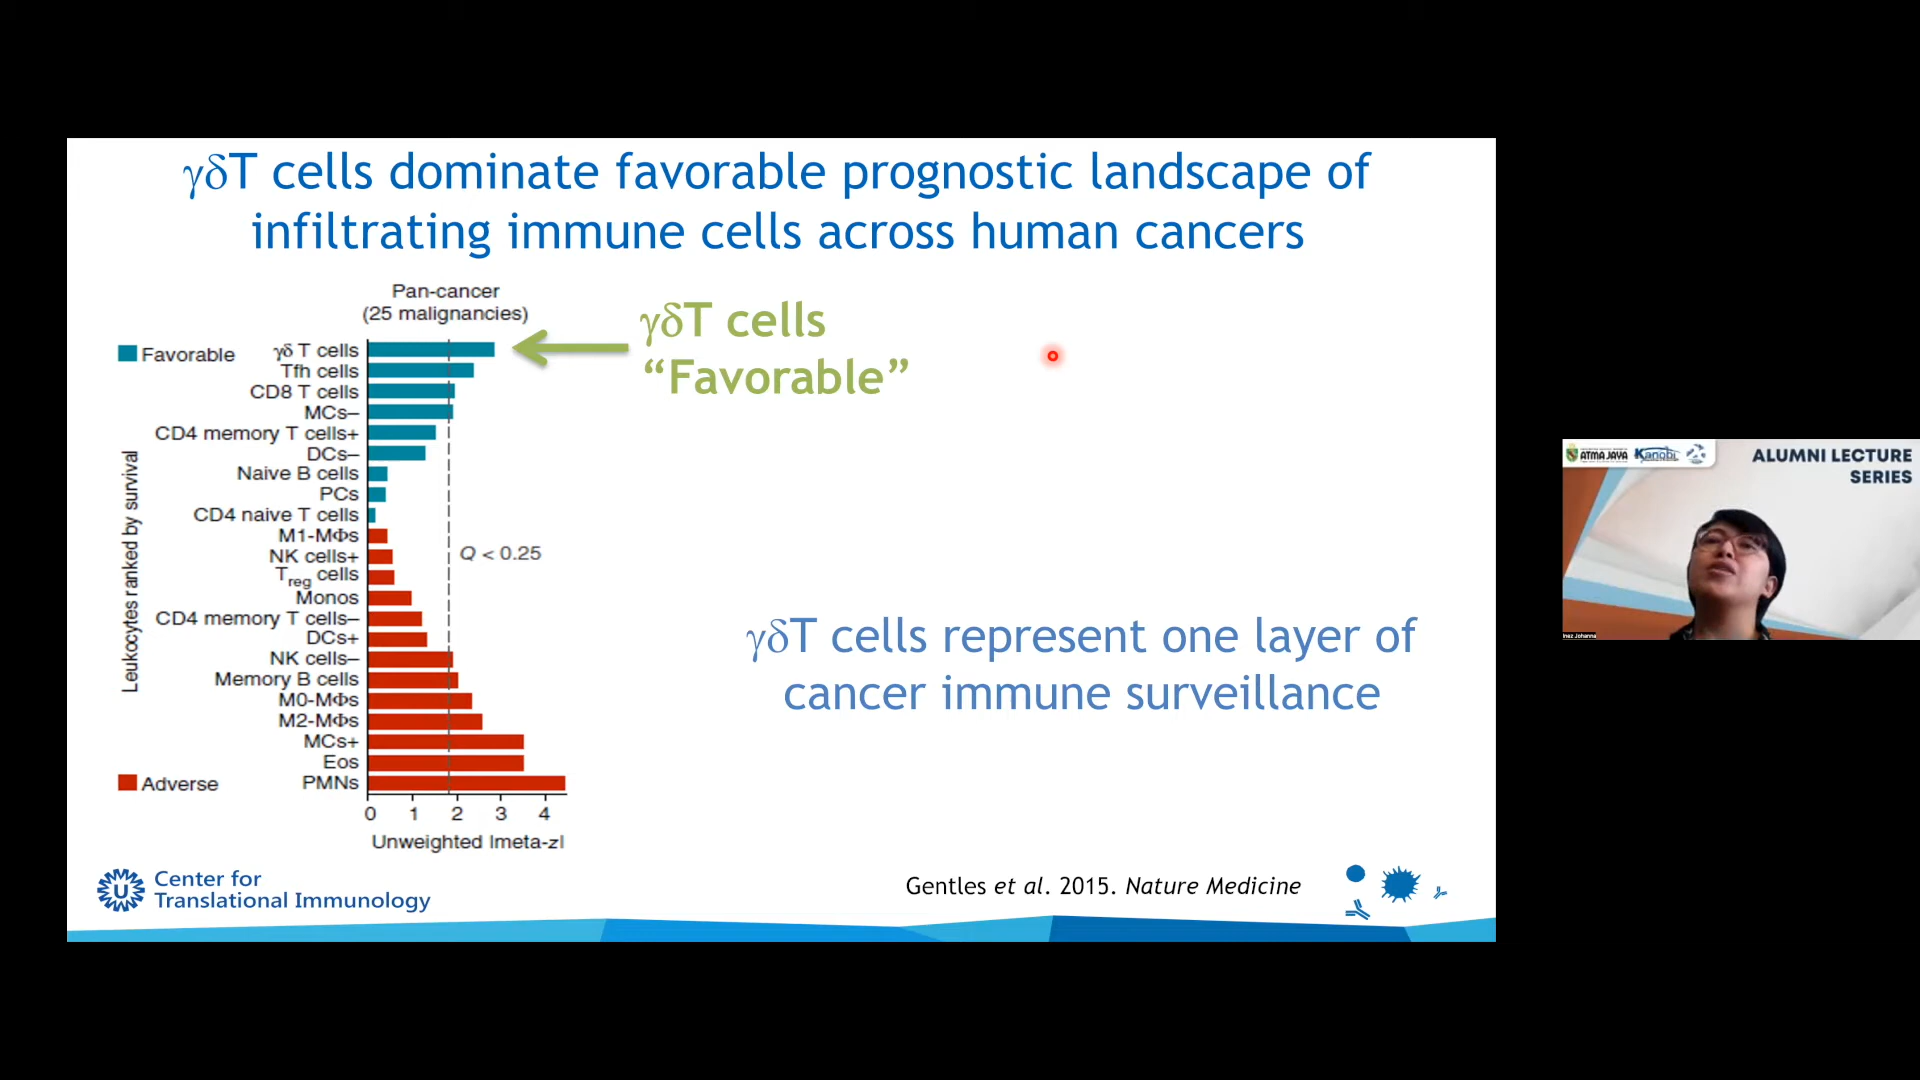 γδT cells dominate favorable prognostic landscape of
infiltrating immune cells across human cancers
Pan-cancer
(25 malignancies)
γδT cells
“Favorable”
Favorable
γδ T cells
Tfh cells
CD8 T cells
MCs–
CD4 memory T cells+
DCs–
Naive B cells
PCs
CD4 naive T cells
M1-MΦs
NK cells+
Treg cells
Monos
CD4 memory T cells–
DCs+
NK cells–
Memory B cells
M0-MΦs
M2-MΦs
MCs+
Eos
PMNs
Adverse
Leukocytes ranked by survival
Q < 0.25
0 1 2 3 4
Unweighted |meta-z|
γδT cells represent one layer of
cancer immune surveillance
U
Center for
Translational Immunology
Gentles et al. 2015. Nature Medicine
ATMA JAYA
Kanobi
ALUMNI LECTURE
SERIES
Inez Johanna